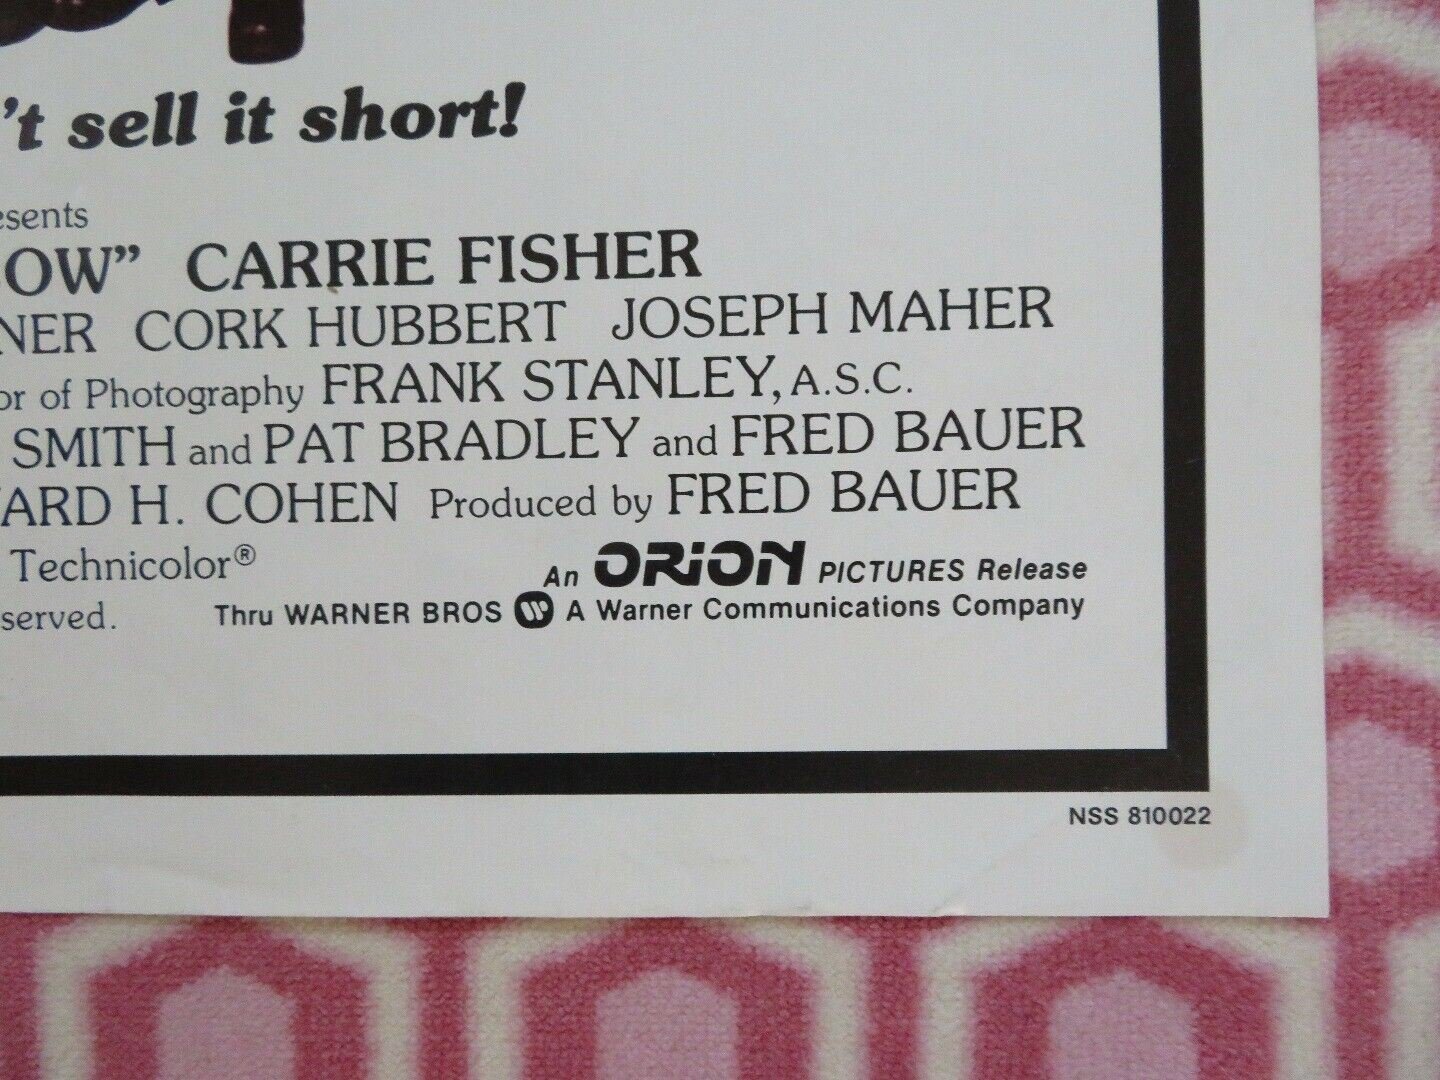 't sell it short!
esents
OW" CARRIE FISHER
NER CORK HUBBERT JOSEPH MAHER
or of Photography FRANK STANLEY, A.S.C.
SMITH and PAT BRADLEY and FRED BAUER
ARD H. COHEN Produced by FRED BAUER
Technicolor®
An ORION PICTURES Release
served.
Thru WARNER BROS W A Warner Communications Company
NSS 810022